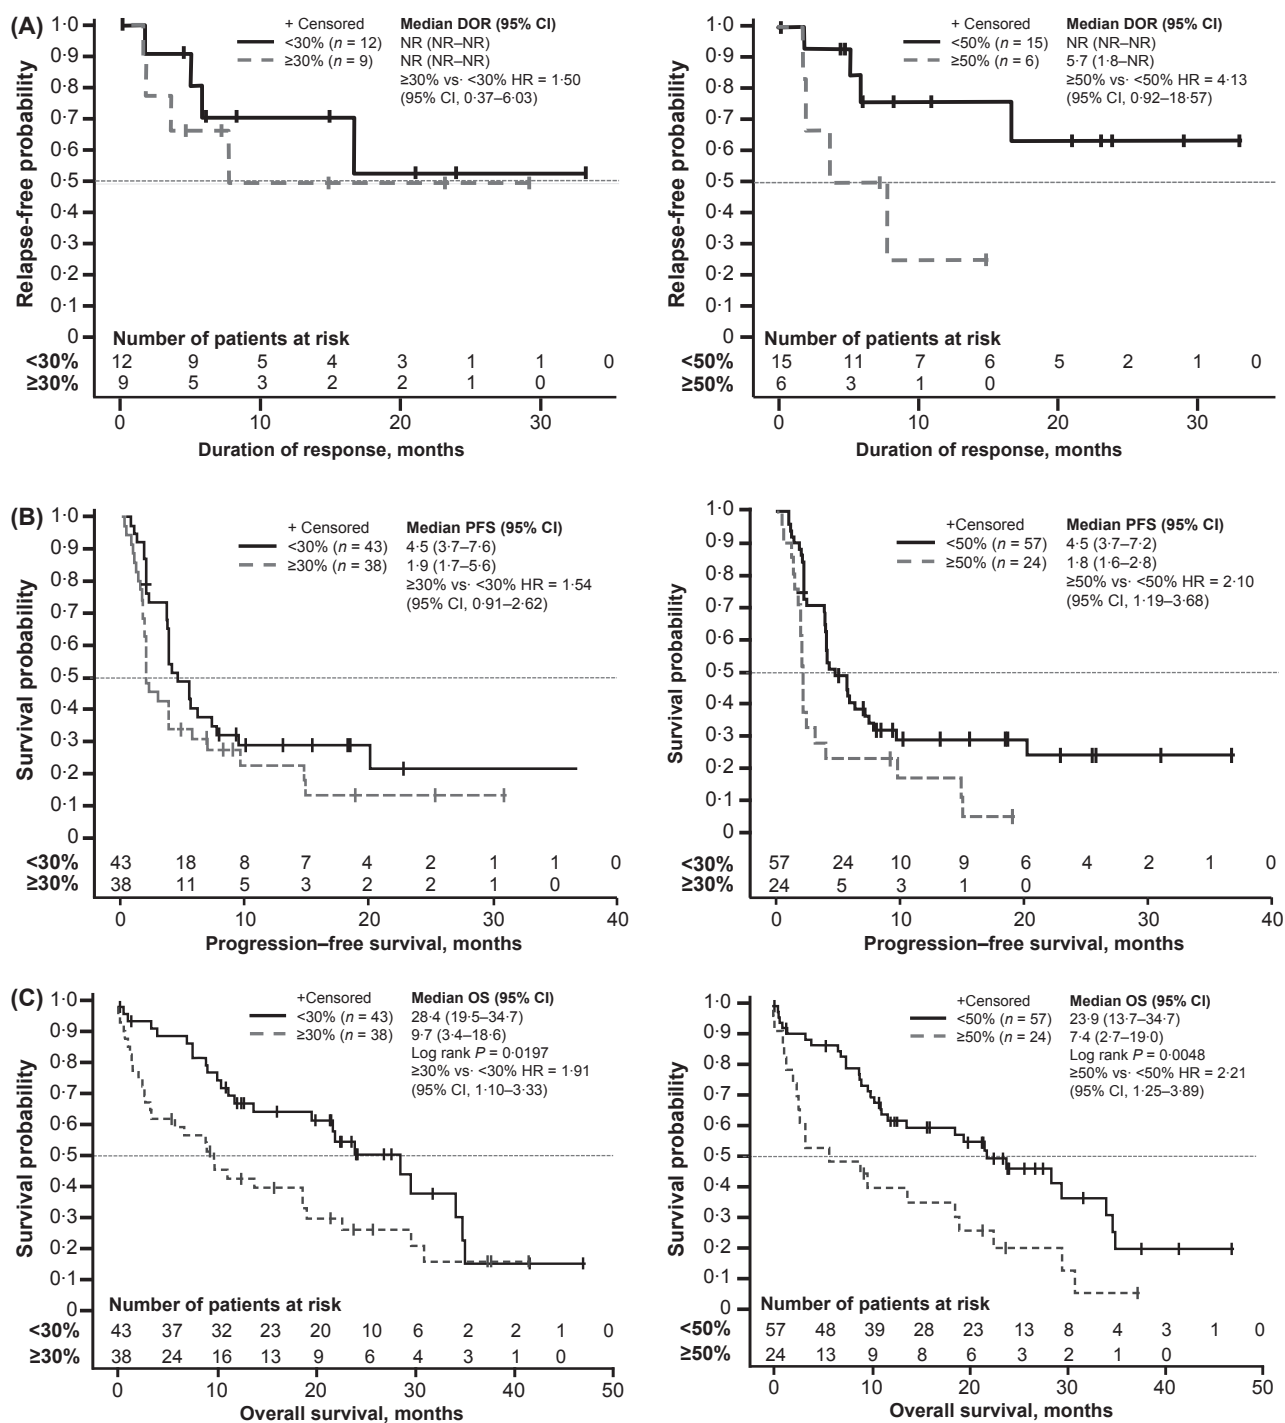 (A)
Relapse-free probability
1·0
0·9
0·8
0·7
0·6
0·5
0·4
0·3
0·2
0·1
0
+ Censored Median DOR (95% CI)
<30% (n = 12) NR (NR–NR)
≥30% (n = 9) NR (NR–NR)
≥30% vs· <30% HR = 1·50
(95% CI, 0·37–6·03)
Number of patients at risk
<30% 12 9 5 4 3 1 1 0
≥30% 9 5 3 2 2 1 0
0 10 20 30
Duration of response, months
Relapse-free probability
1·0
0·9
0·8
0·7
0·6
0·5
0·4
0·3
0·2
0·1
0
+ Censored Median DOR (95% CI)
<50% (n = 15) NR (NR–NR)
≥50% (n = 6) 5·7 (1·8–NR)
≥50% vs· <50% HR = 4·13
(95% CI, 0·92–18·57)
Number of patients at risk
<50% 15 11 7 6 5 2 1 0
≥50% 6 3 1 0
0 10 20 30
Duration of response, months
(B)
Survival probability
1·0
0·9
0·8
0·7
0·6
0·5
0·4
0·3
0·2
0·1
0
+ Censored Median PFS (95% CI)
<30% (n = 43) 4·5 (3·7–7·6)
≥30% (n = 38) 1·9 (1·7–5·6)
≥30% vs· <30% HR = 1·54
(95% CI, 0·91–2·62)
<30% 43 18 8 7 4 2 1 1 0
≥30% 38 11 5 3 2 2 1 0
0 10 20 30 40
Progression–free survival, months
Survival probability
1·0
0·9
0·8
0·7
0·6
0·5
0·4
0·3
0·2
0·1
0
+Censored Median PFS (95% CI)
<50% (n = 57) 4·5 (3·7–7·2)
≥50% (n = 24) 1·8 (1·6–2·8)
≥50% vs· <50% HR = 2·10
(95% CI, 1·19–3·68)
<30% 57 24 10 9 6 4 2 1 0
≥30% 24 5 3 1 0
0 10 20 30 40
Progression–free survival, months
(C)
Survival probability
1·0
0·9
0·8
0·7
0·6
0·5
0·4
0·3
0·2
0·1
0
+Censored Median OS (95% CI)
<30% (n = 43) 28·4 (19·5–34·7)
≥30% (n = 38) 9·7 (3·4–18·6)
Log rank P = 0·0197
≥30% vs· <30% HR = 1·91
(95% CI, 1·10–3·33)
Number of patients at risk
<30% 43 37 32 23 20 10 6 2 2 1 0
≥30% 38 24 16 13 9 6 4 3 1 0
0 10 20 30 40 50
Overall survival, months
Survival probability
1·0
0·9
0·8
0·7
0·6
0·5
0·4
0·3
0·2
0·1
0
+Censored Median OS (95% CI)
<50% (n = 57) 23·9 (13·7–34·7)
≥50% (n = 24) 7·4 (2·7–19·0)
Log rank P = 0·0048
≥50% vs· <50% HR = 2·21
(95% CI, 1·25–3·89)
Number of patients at risk
<50% 57 48 39 28 23 13 8 4 3 1 0
≥50% 24 13 9 8 6 3 2 1 0
0 10 20 30 40 50
Overall survival, months